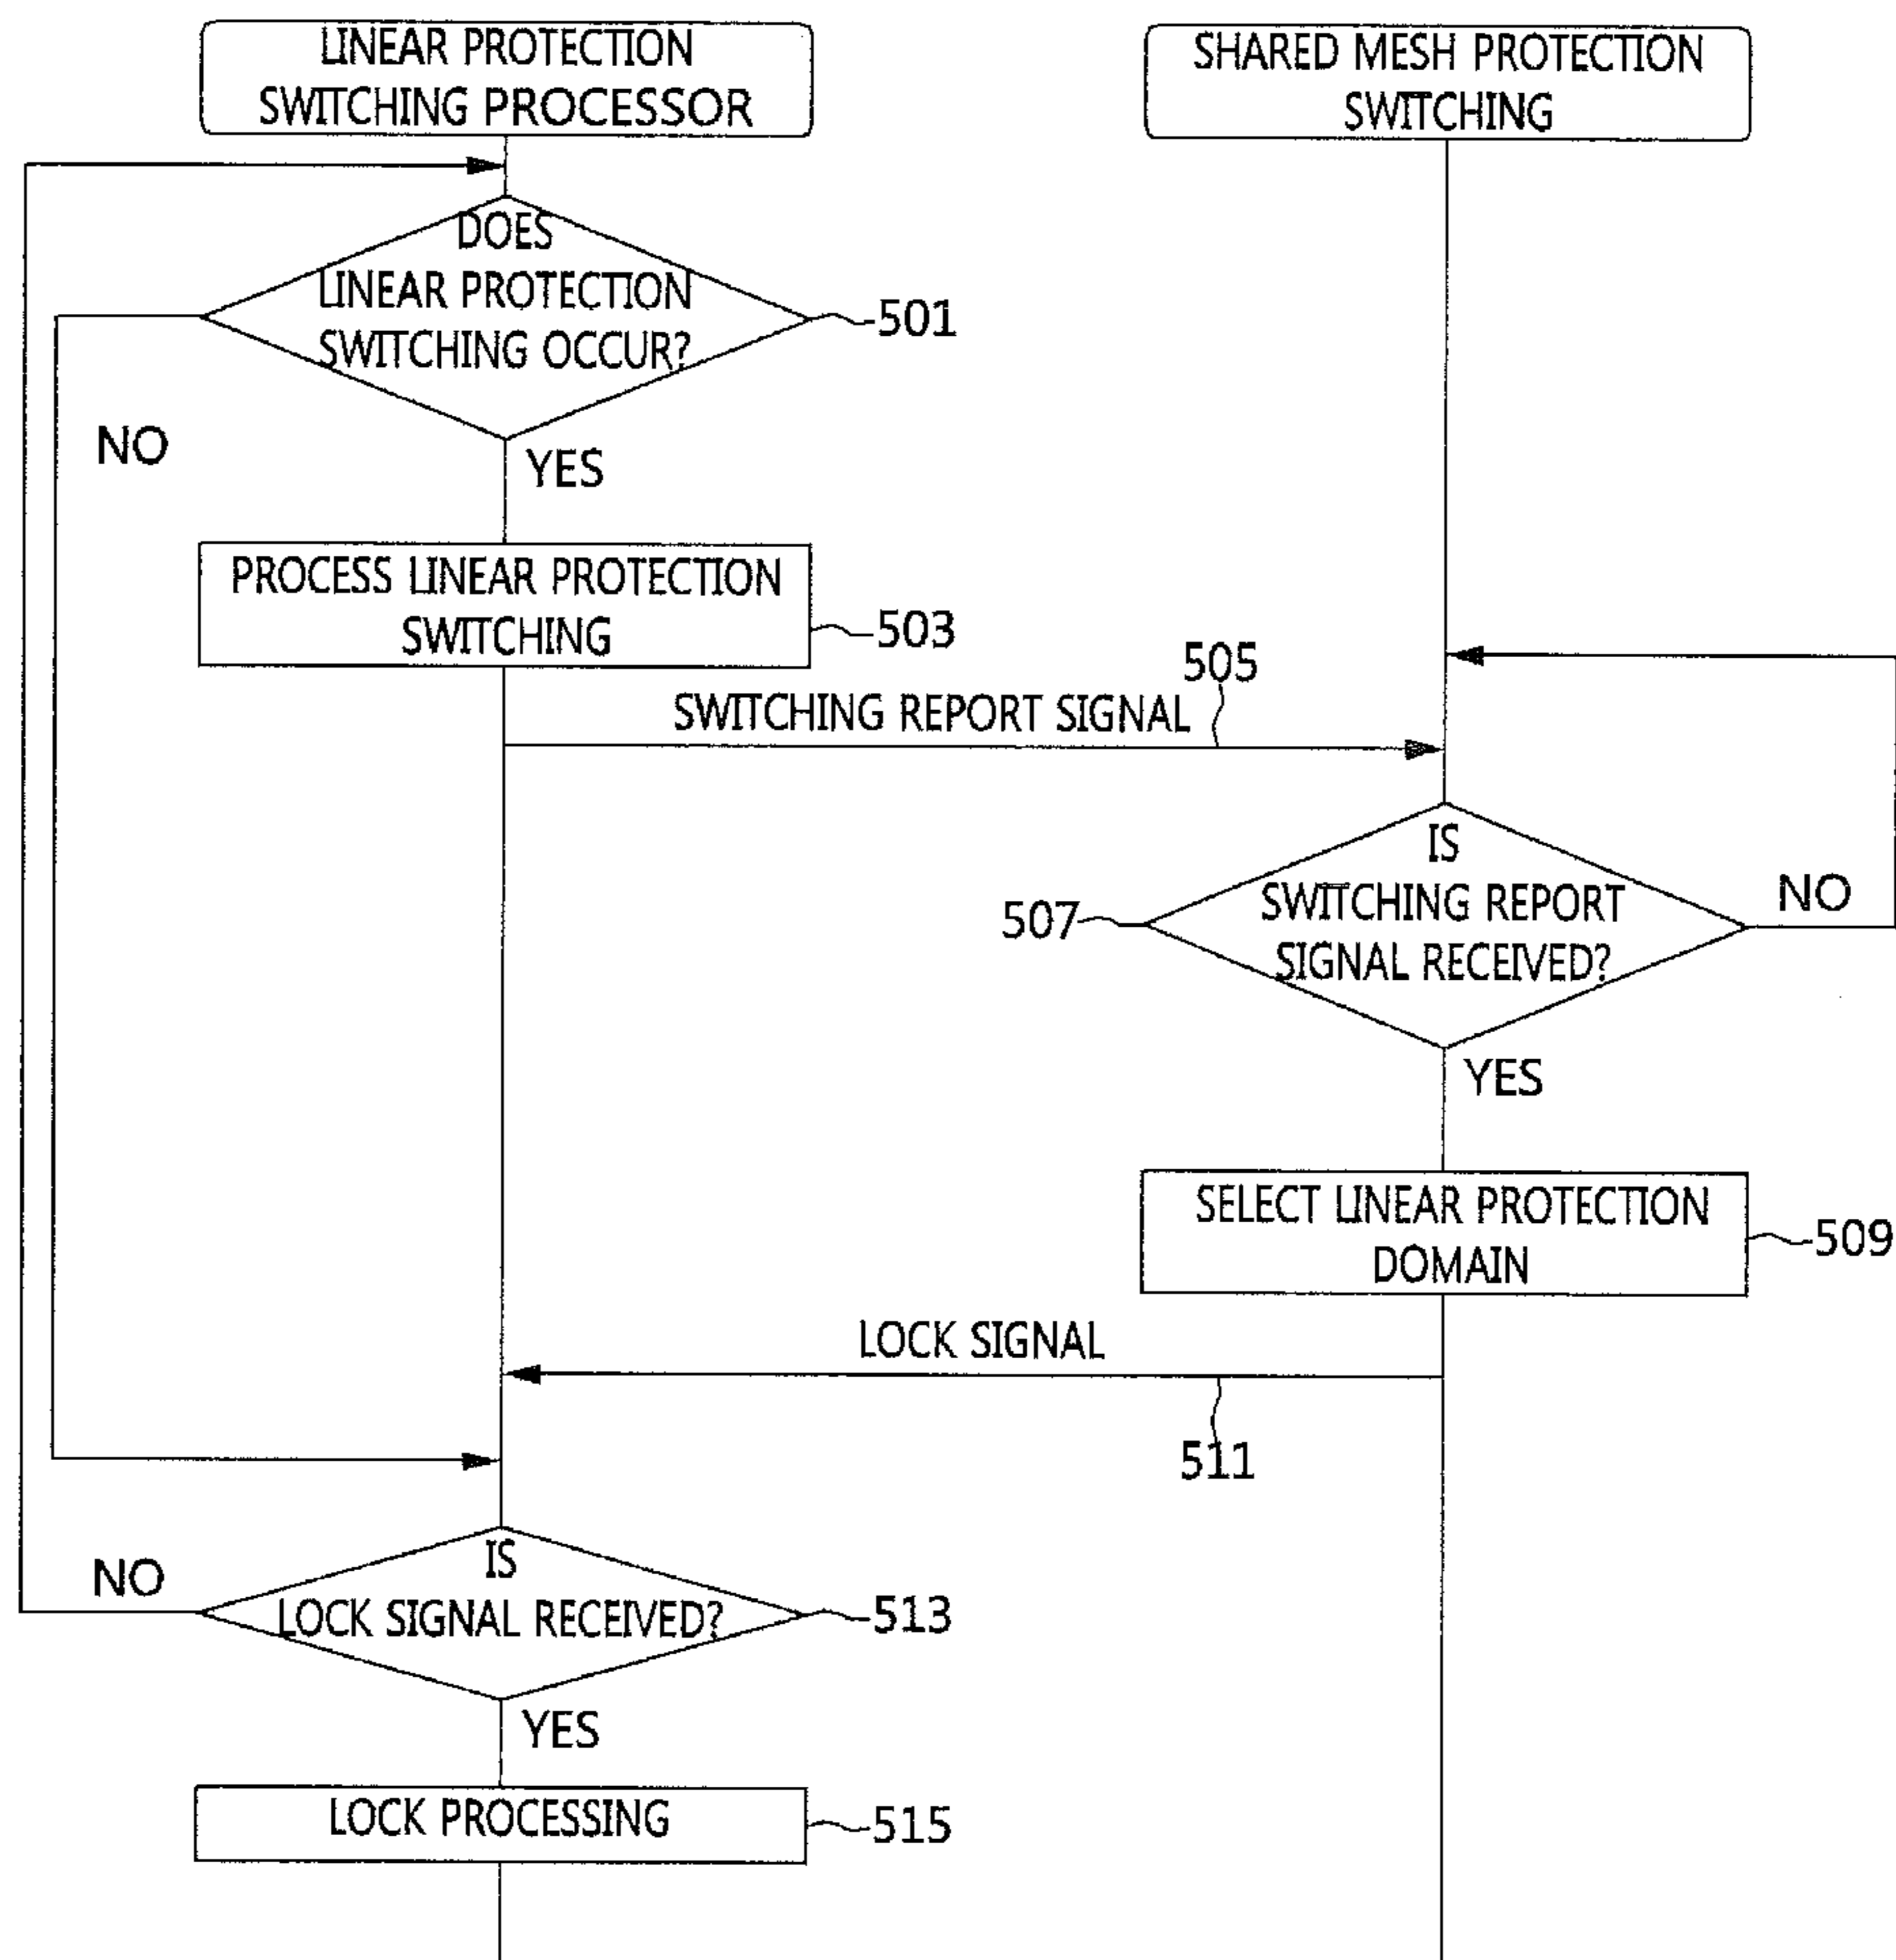 LINEAR PROTECTION
SWITCHING PROCESSOR
SHARED MESH PROTECTION
SWITCHING
DOES
LINEAR PROTECTION
SWITCHING OCCUR?
501
NO
YES
PROCESS LINEAR PROTECTION
SWITCHING
503
505
SWITCHING REPORT SIGNAL
IS
SWITCHING REPORT
SIGNAL RECEIVED?
507
NO
YES
SELECT LINEAR PROTECTION
DOMAIN
509
LOCK SIGNAL
511
IS
LOCK SIGNAL RECEIVED?
NO
513
YES
LOCK PROCESSING
515